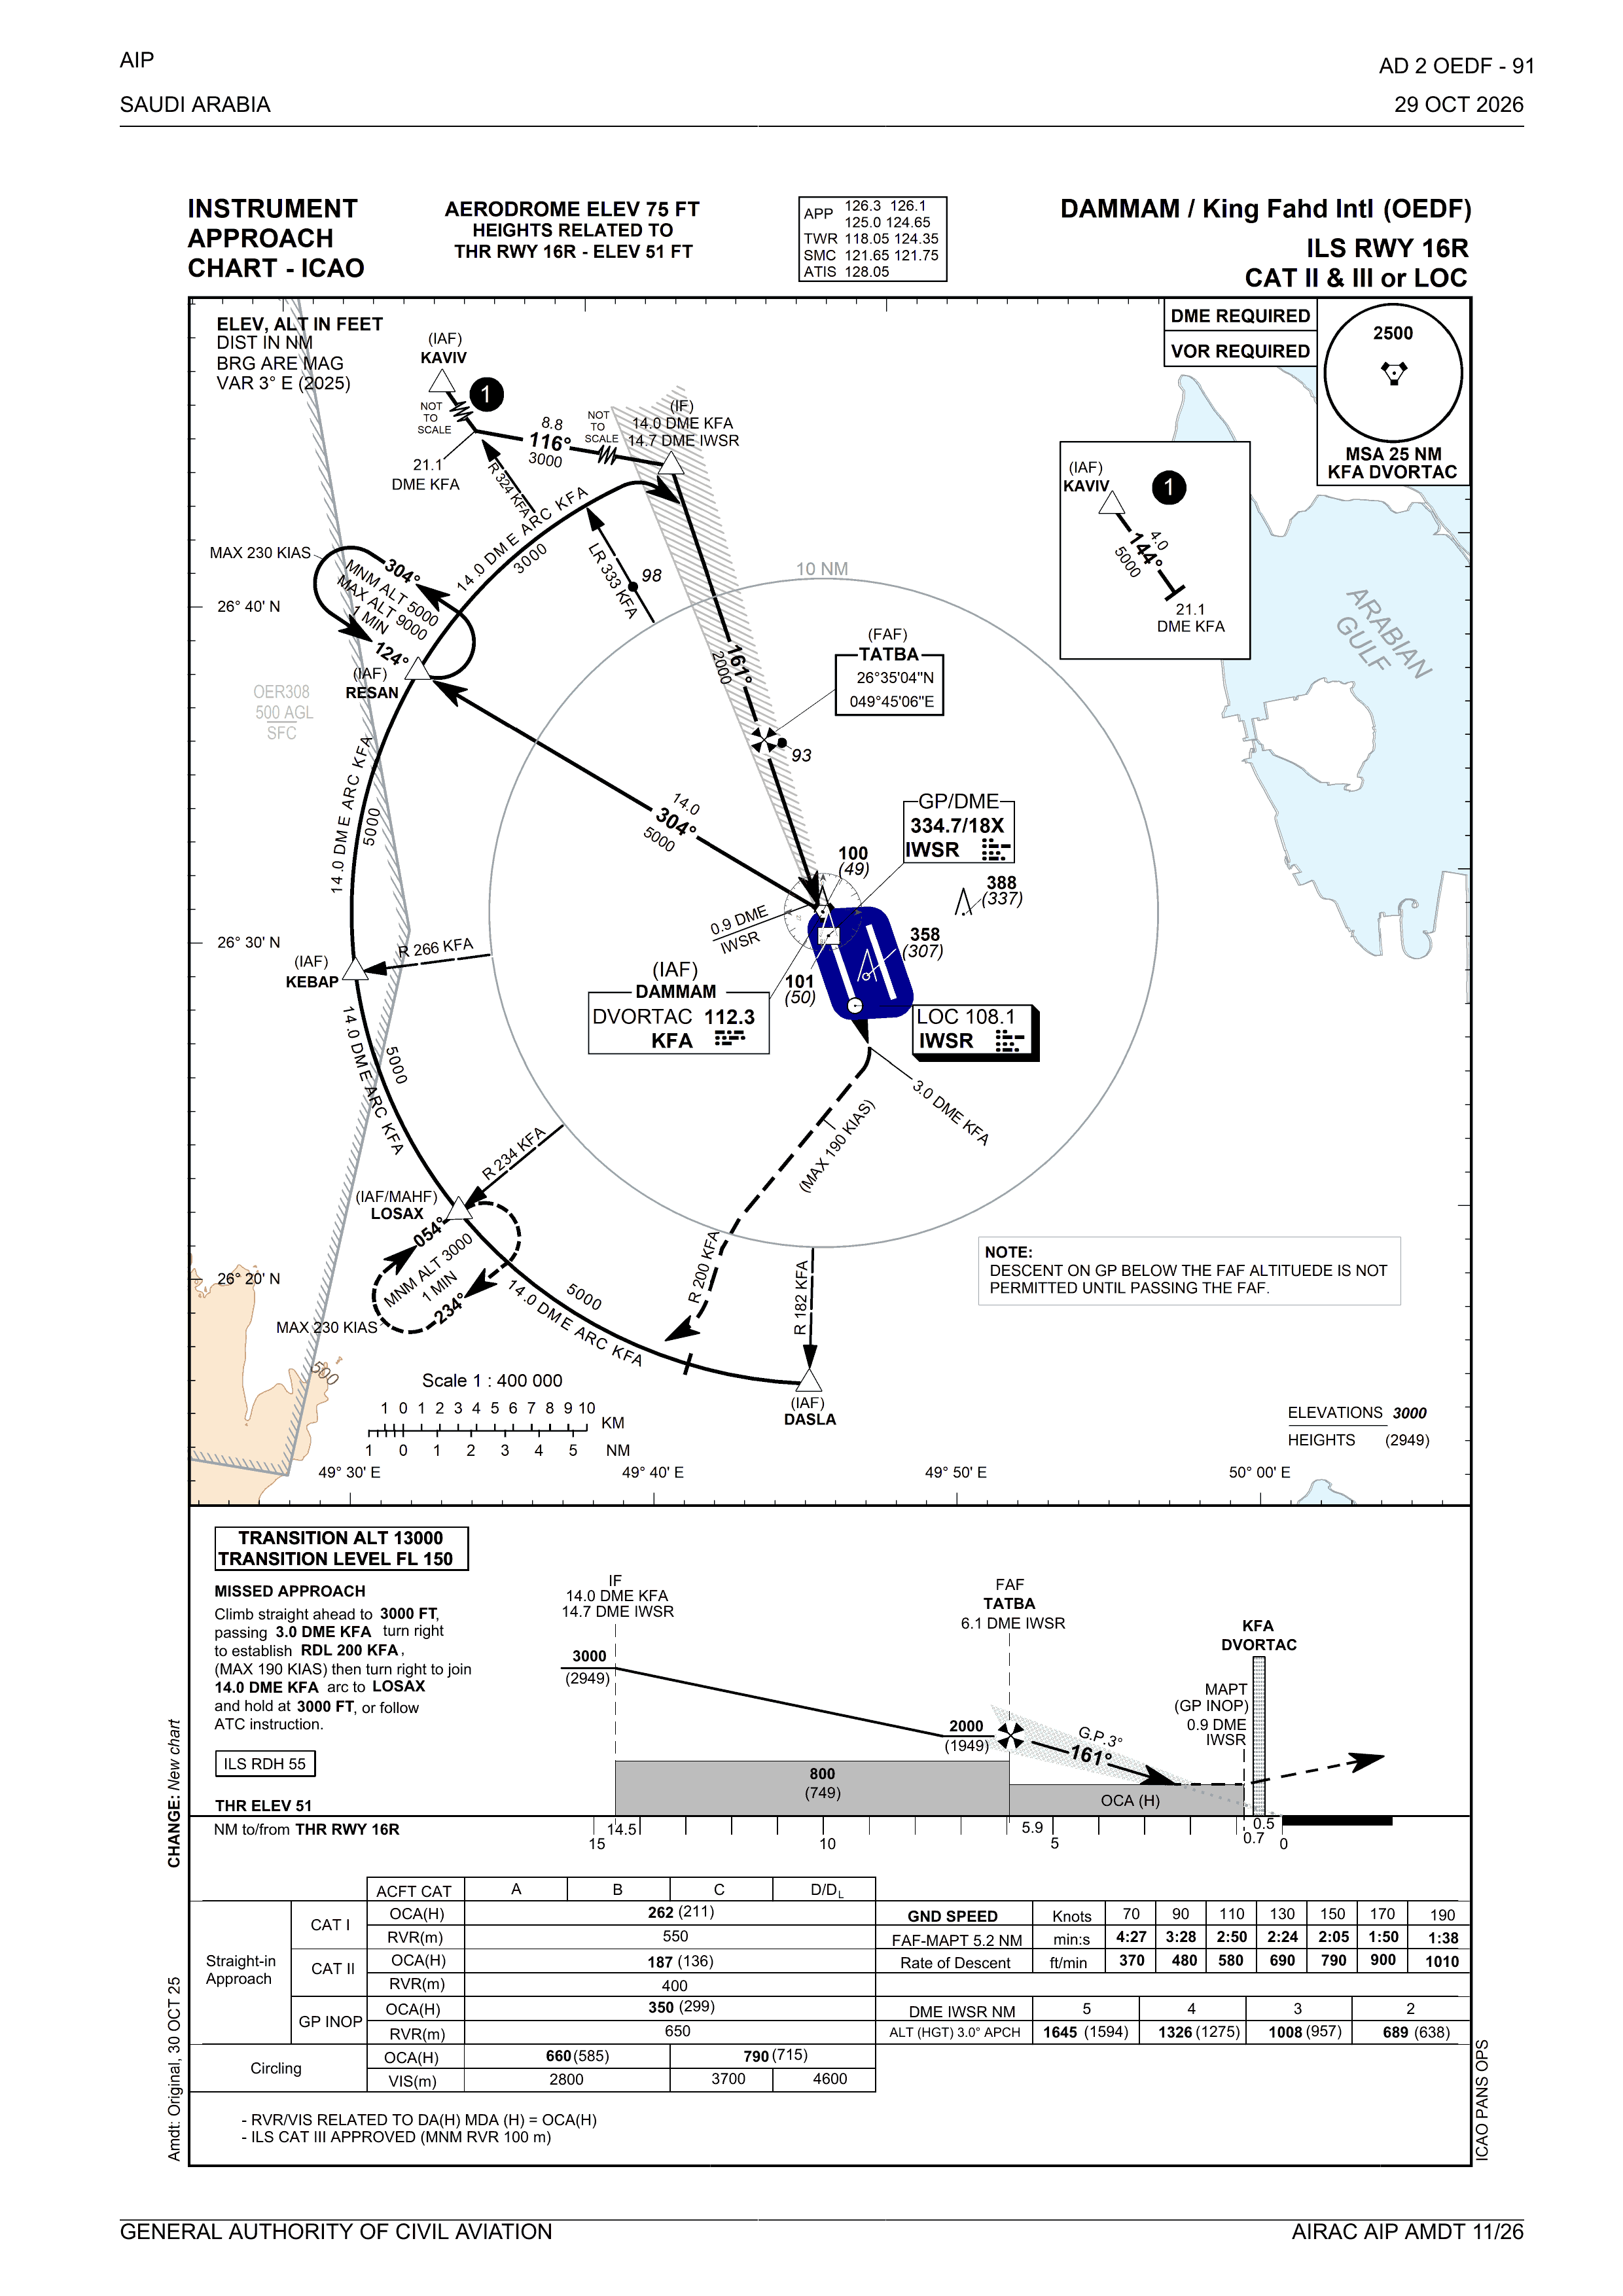 AIP
AD 2 OEDF - 91
SAUDI ARABIA
29 OCT 2026
INSTRUMENT
APPROACH
CHART - ICAO
AERODROME ELEV 75 FT
HEIGHTS RELATED TO
THR RWY 16R - ELEV 51 FT
APP 126.3 126.1
125.0 124.65
TWR 118.05 124.35
SMC 121.65 121.75
ATIS 128.05
DAMMAM / King Fahd Intl (OEDF)
ILS RWY 16R
CAT II & III or LOC
ELEV, ALT IN FEET
DIST IN NM
BRG ARE MAG
VAR 3° E (2025)
DME REQUIRED
VOR REQUIRED
2500
MSA 25 NM
KFA DVORTAC
(IAF)
KAVIV
1
NOT
TO
SCALE
8.8
116°
3000
NOT
TO
SCALE
(IF)
14.0 DME KFA
14.7 DME IWSR
21.1
DME KFA
R 324 KFA
14.0 DME ARC KFA
3000
LR 333 KFA
98
10 NM
(IAF)
KAVIV
1
4.0
144°
5000
21.1
DME KFA
ARABIAN
GULF
MAX 230 KIAS
304°
MNM ALT 5000
MAX ALT 9000
1 MIN
124°
26° 40' N
(IAF)
RESAN
OER308
500 AGL
SFC
161°
2000
(FAF)
TATBA
26°35'04"N
049°45'06"E
93
14.0 DME ARC KFA
5000
14.0
304°
5000
GP/DME
334.7/18X
IWSR
100
(49)
388
(337)
0.9 DME
IWSR
358
(307)
26° 30' N
R 266 KFA
(IAF)
KEBAP
(IAF)
DAMMAM
DVORTAC 112.3
KFA
101
(50)
LOC 108.1
IWSR
14.0 DME ARC KFA
5000
3.0 DME KFA
(MAX 190 KIAS)
R 234 KFA
(IAF/MAHF)
LOSAX
054°
MNM ALT 3000
1 MIN
234°
MAX 230 KIAS
26° 20' N
R 200 KFA
R 182 KFA
5000
14.0 DME ARC KFA
(IAF)
DASLA
500
NOTE:
DESCENT ON GP BELOW THE FAF ALTITUEDE IS NOT
PERMITTED UNTIL PASSING THE FAF.
Scale 1 : 400 000
1 0 1 2 3 4 5 6 7 8 9 10
KM
1 0 1 2 3 4 5 NM
ELEVATIONS 3000
HEIGHTS (2949)
49° 30' E
49° 40' E
49° 50' E
50° 00' E
TRANSITION ALT 13000
TRANSITION LEVEL FL 150
MISSED APPROACH
Climb straight ahead to 3000 FT,
passing 3.0 DME KFA turn right
to establish RDL 200 KFA,
(MAX 190 KIAS) then turn right to join
14.0 DME KFA arc to LOSAX
and hold at 3000 FT, or follow
ATC instruction.
ILS RDH 55
THR ELEV 51
NM to/from THR RWY 16R
IF
14.0 DME KFA
14.7 DME IWSR
3000
(2949)
FAF
TATBA
6.1 DME IWSR
2000
(1949)
G.P.3°
161°
KFA
DVORTAC
MAPT
(GP INOP)
0.9 DME
IWSR
800
(749)
OCA (H)
15
14.5
10
5.9
5
0.7
0.5
0
CHANGE: New chart
Amdt: Original, 30 OCT 25
ICAO PANS OPS
ACFT CAT A B C D/DL
Straight-in
Approach
CAT I
OCA(H) 262 (211)
RVR(m) 550
CAT II
OCA(H) 187 (136)
RVR(m) 400
GP INOP
OCA(H) 350 (299)
RVR(m) 650
Circling
OCA(H) 660(585) 790(715)
VIS(m) 2800 3700 4600
GND SPEED Knots 70 90 110 130 150 170 190
FAF-MAPT 5.2 NM min:s 4:27 3:28 2:50 2:24 2:05 1:50 1:38
Rate of Descent ft/min 370 480 580 690 790 900 1010
DME IWSR NM 5 4 3 2
ALT (HGT) 3.0° APCH 1645 (1594) 1326 (1275) 1008 (957) 689 (638)
- RVR/VIS RELATED TO DA(H) MDA (H) = OCA(H)
- ILS CAT III APPROVED (MNM RVR 100 m)
GENERAL AUTHORITY OF CIVIL AVIATION
AIRAC AIP AMDT 11/26